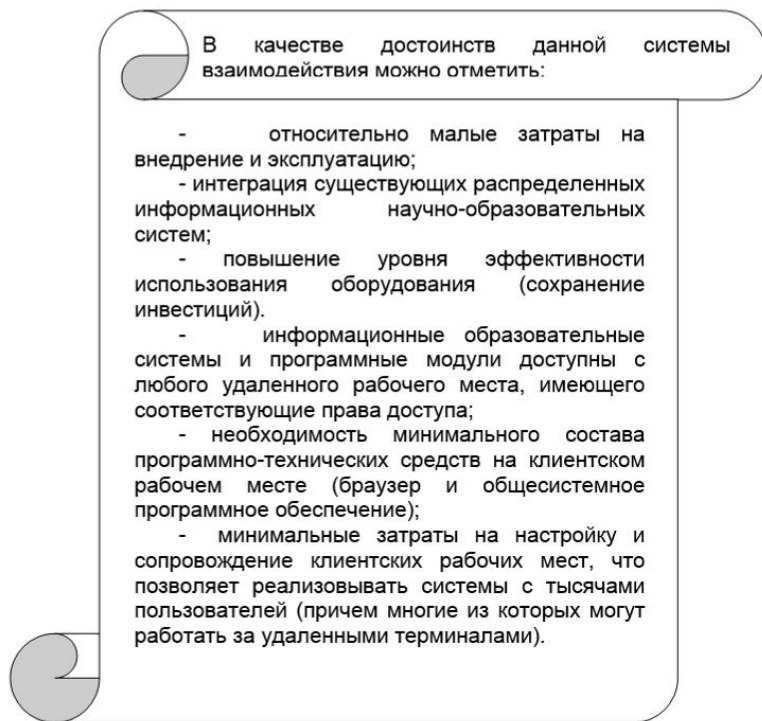 В качестве достоинств данной системы
взаимодействия можно отметить:
- относительно малые затраты на
внедрение и эксплуатацию;
- интеграция существующих распределенных
информационных научно-образовательных
систем;
- повышение уровня эффективности
использования оборудования (сохранение
инвестиций).
- информационные образовательные
системы и программные модули доступны с
любого удаленного рабочего места, имеющего
соответствующие права доступа;
- необходимость минимального состава
программно-технических средств на клиентском
рабочем месте (браузер и общесистемное
программное обеспечение);
- минимальные затраты на настройку и
сопровождение клиентских рабочих мест, что
позволяет реализовывать системы с тысячами
пользователей (причем многие из которых могут
работать за удаленными терминалами).